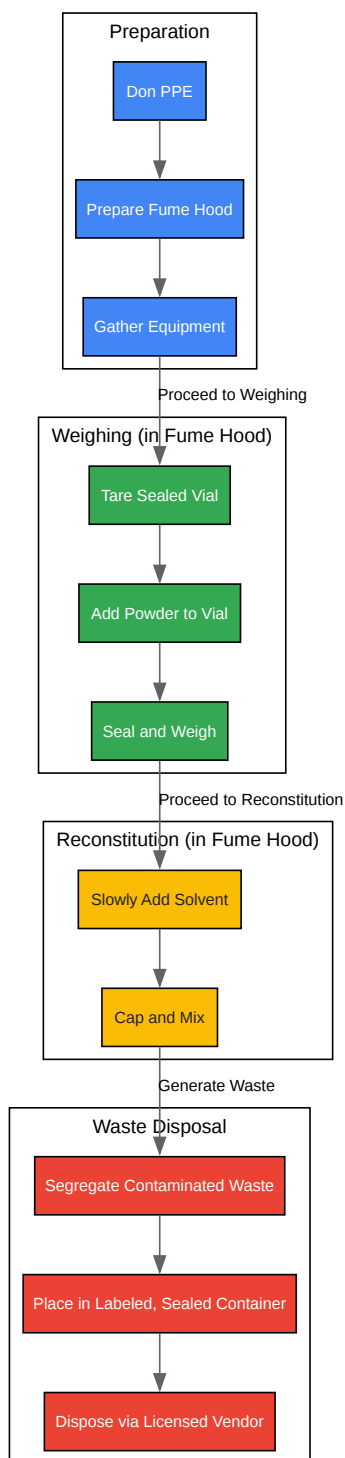 Preparation
Don PPE
Prepare Fume Hood
Gather Equipment
Proceed to Weighing
Weighing (in Fume Hood)
Tare Sealed Vial
Add Powder to Vial
Seal and Weigh
Proceed to Reconstitution
Reconstitution (in Fume Hood)
Slowly Add Solvent
Cap and Mix
Generate Waste
Waste Disposal
Segregate Contaminated Waste
Place in Labeled, Sealed Container
Dispose via Licensed Vendor